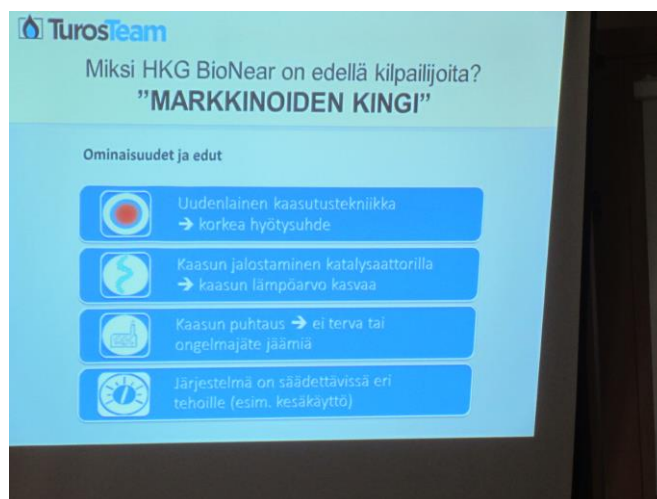 TurosTeam
Miksi HKG BioNear on edellä kilpailijoita?
”MARKKINOIDEN KINGI”
Ominaisuudet ja edut
Uudenlainen kaasutustekniikka
➔ korkea hyötysuhde
Kaasun jalostaminen katalysaattorilla
➔ kaasun lämpöarvo kasvaa
Kaasun puhtaus ➔ ei terva tai
ongelmajäte jäämiä
Järjestelmä on säädettävissä eri
tehoille (esim. kesäkäyttö)